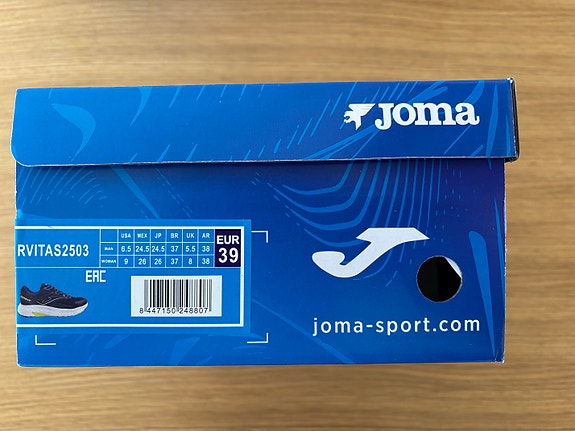 JOMA
RVITAS2503
USA MEX JP BR UK AR
MAN 6.5 24.5 24.5 37 5.5 38
WOMAN 9 26 26 37 8 38
EUR
39
EAC
8 447150 248807
joma-sport.com